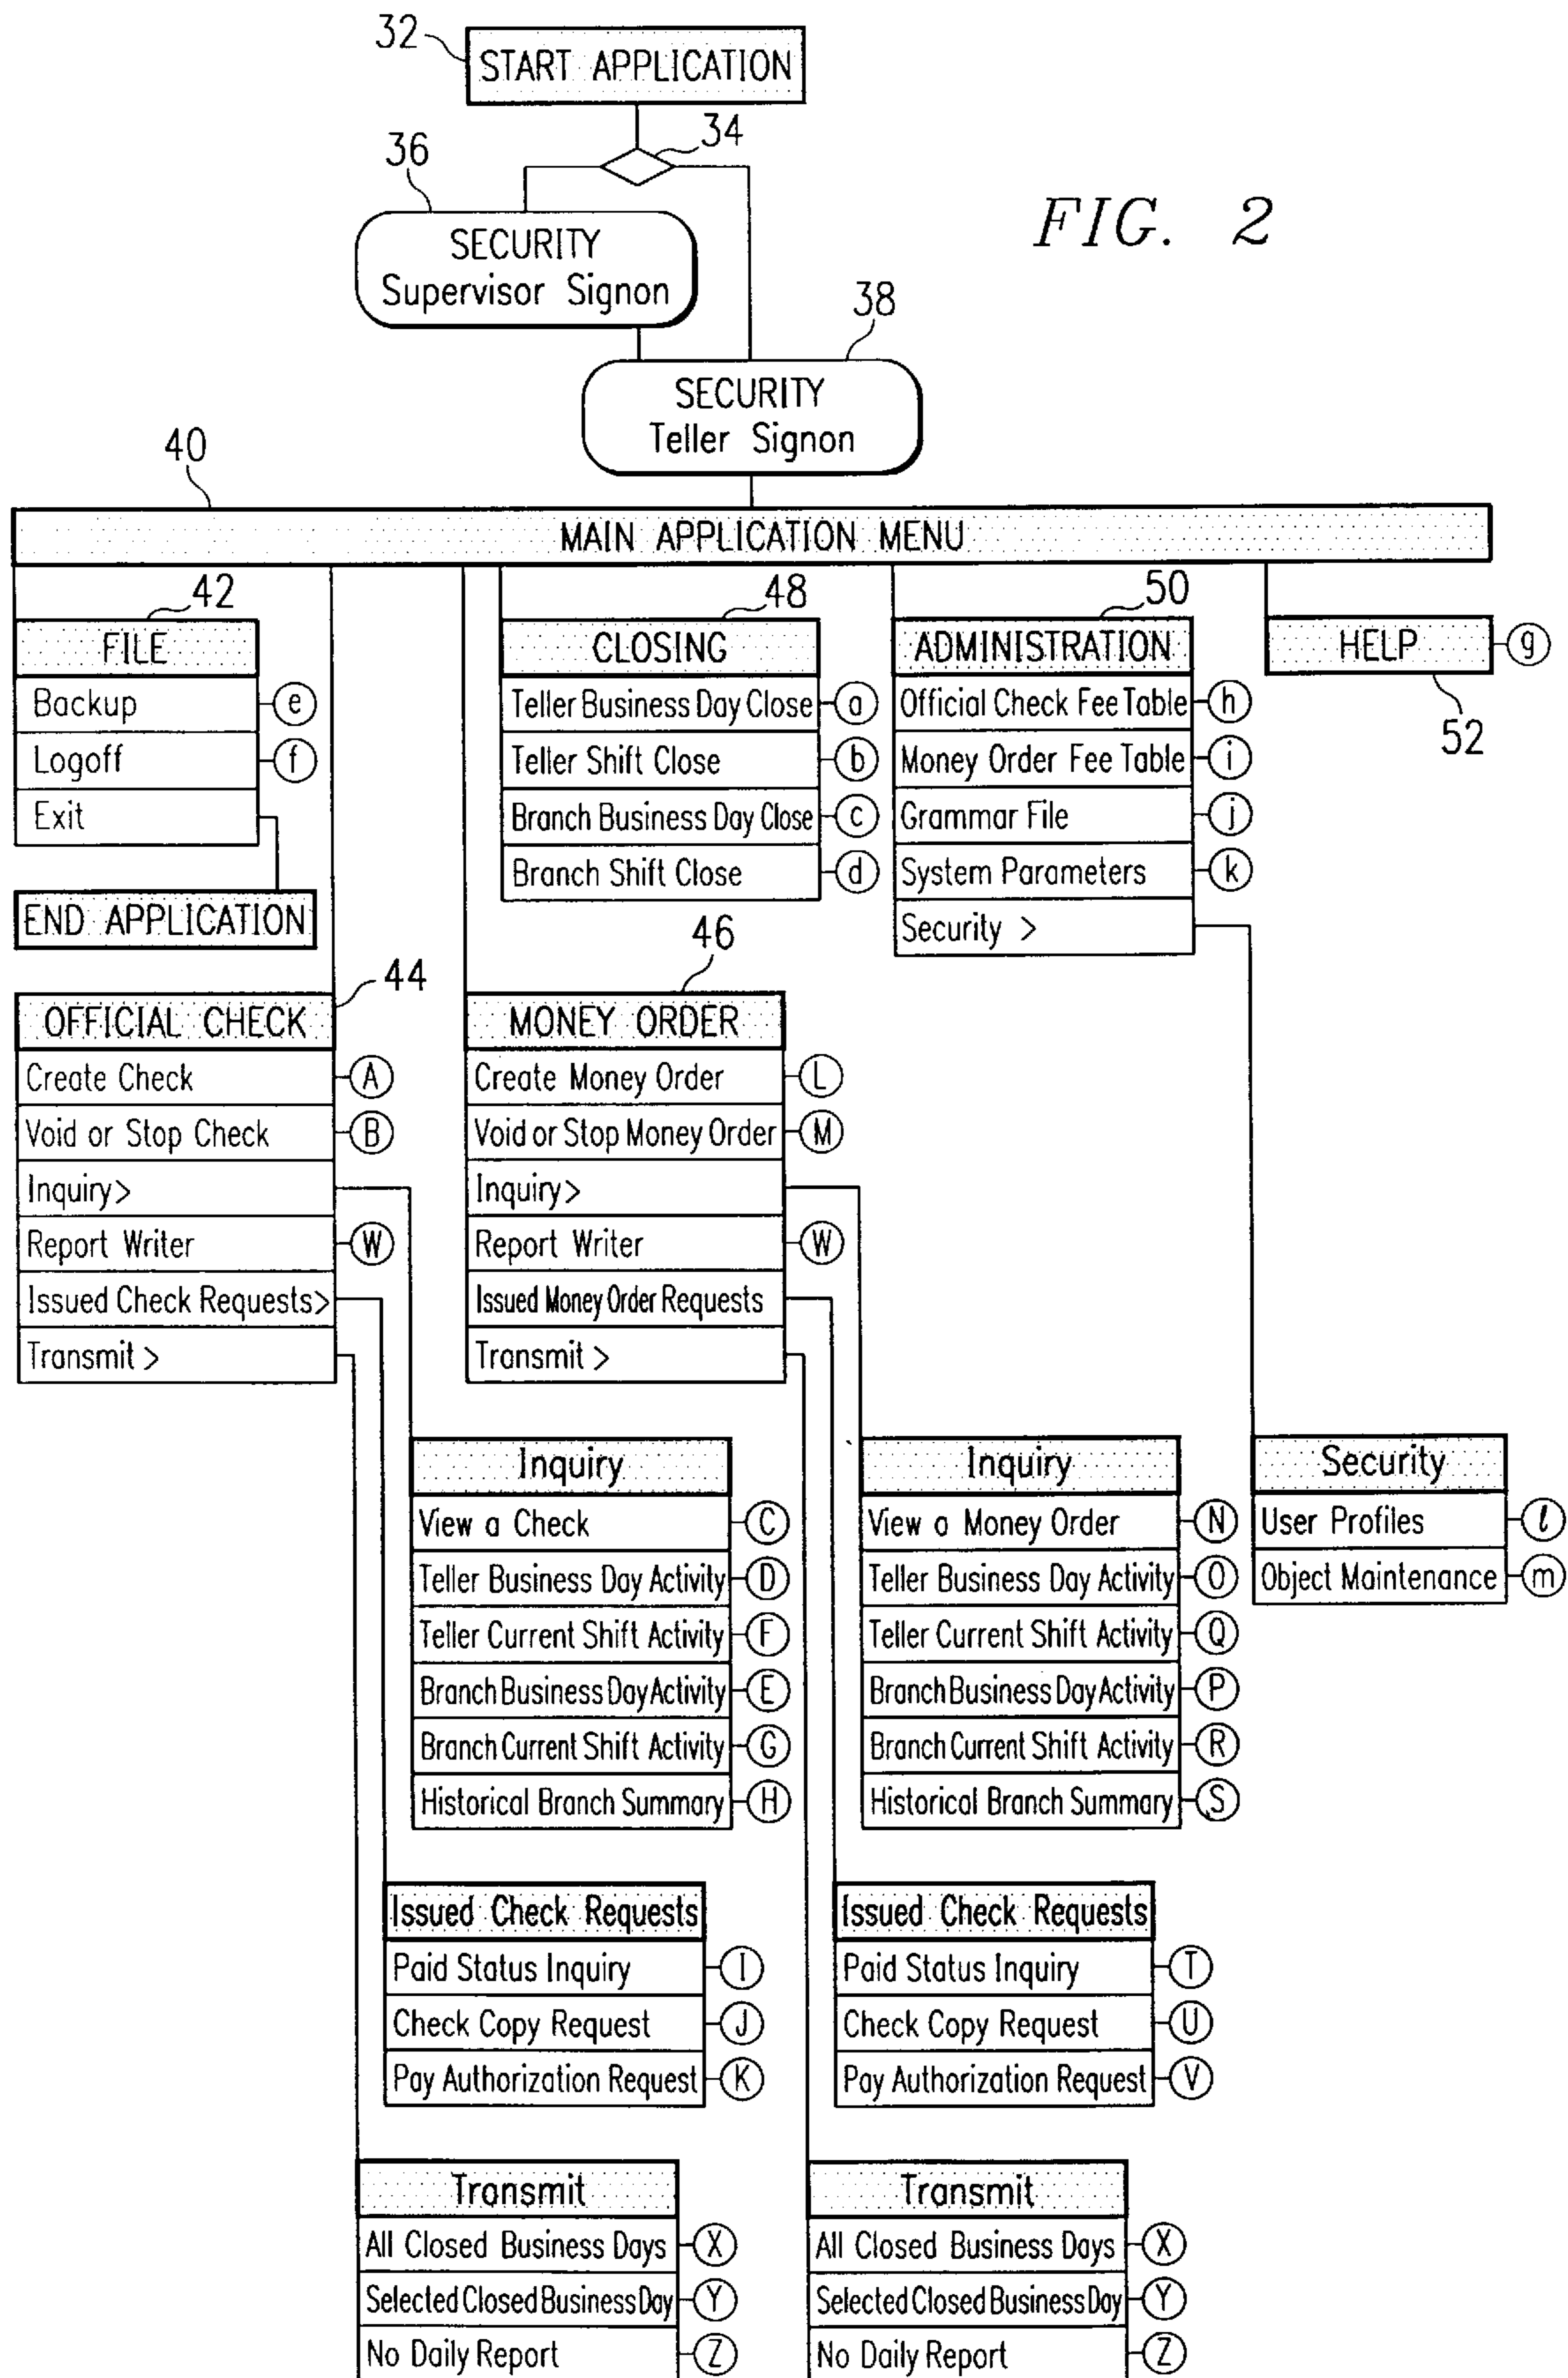 32
START APPLICATION
34
36
FIG. 2
SECURITY
Supervisor Signon
38
SECURITY
Teller Signon
40
MAIN APPLICATION MENU
42
FILE
Backup e
Logoff f
Exit
END APPLICATION
48
CLOSING
Teller Business Day Close a
Teller Shift Close b
Branch Business Day Close c
Branch Shift Close d
50
ADMINISTRATION
Official Check Fee Table h
Money Order Fee Table i
Grammar File j
System Parameters k
Security >
HELP g
52
44
OFFICIAL CHECK
Create Check A
Void or Stop Check B
Inquiry>
Report Writer W
Issued Check Requests>
Transmit >
46
MONEY ORDER
Create Money Order L
Void or Stop Money Order M
Inquiry>
Report Writer W
Issued Money Order Requests
Transmit >
Inquiry
View a Check C
Teller Business Day Activity D
Teller Current Shift Activity F
Branch Business Day Activity E
Branch Current Shift Activity G
Historical Branch Summary H
Inquiry
View a Money Order N
Teller Business Day Activity O
Teller Current Shift Activity Q
Branch Business Day Activity P
Branch Current Shift Activity R
Historical Branch Summary S
Security
User Profiles l
Object Maintenance m
Issued Check Requests
Paid Status Inquiry I
Check Copy Request J
Pay Authorization Request K
Issued Check Requests
Paid Status Inquiry T
Check Copy Request U
Pay Authorization Request V
Transmit
All Closed Business Days X
Selected Closed Business Day Y
No Daily Report Z
Transmit
All Closed Business Days X
Selected Closed Business Day Y
No Daily Report Z